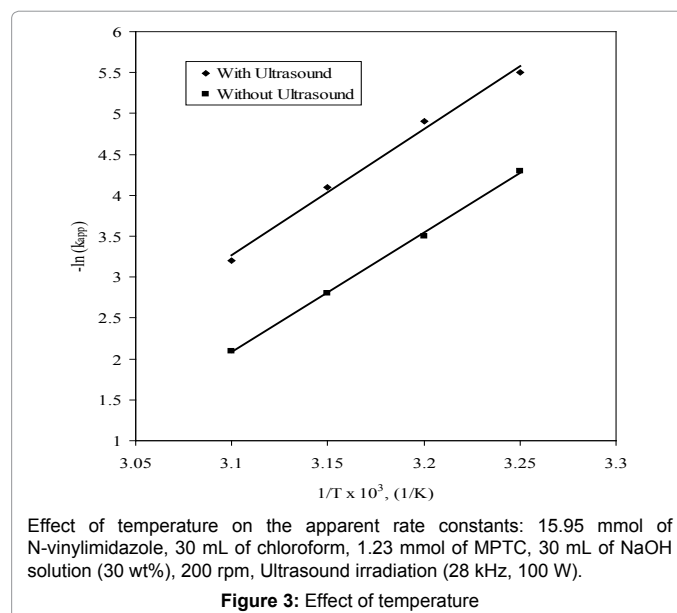 6
5.5
5
4.5
4
3.5
3
2.5
2
1.5
1
-ln (kapp)
With Ultrasound
Without Ultrasound
3.05 3.1 3.15 3.2 3.25 3.3
1/T x 10³, (1/K)
Effect of temperature on the apparent rate constants: 15.95 mmol of
N-vinylimidazole, 30 mL of chloroform, 1.23 mmol of MPTC, 30 mL of NaOH
solution (30 wt%), 200 rpm, Ultrasound irradiation (28 kHz, 100 W).
Figure 3: Effect of temperature